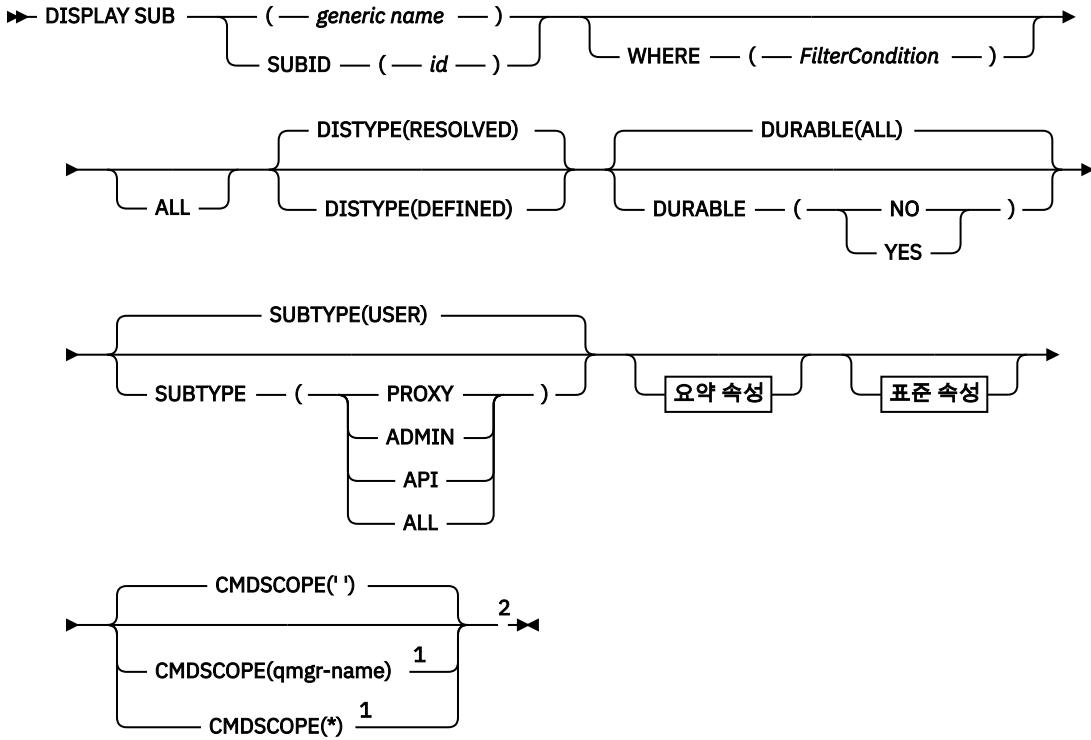 DISPLAY SUB ( generic name )
SUBID ( id )
WHERE ( FilterCondition )
ALL
DISTYPE(RESOLVED)
DISTYPE(DEFINED)
DURABLE(ALL)
DURABLE ( NO )
YES
SUBTYPE(USER)
SUBTYPE ( PROXY )
ADMIN
API
ALL
요약 속성
표준 속성
CMDSCOPE(' ')
2
CMDSCOPE(qmgr-name) 1
CMDSCOPE(*) 1